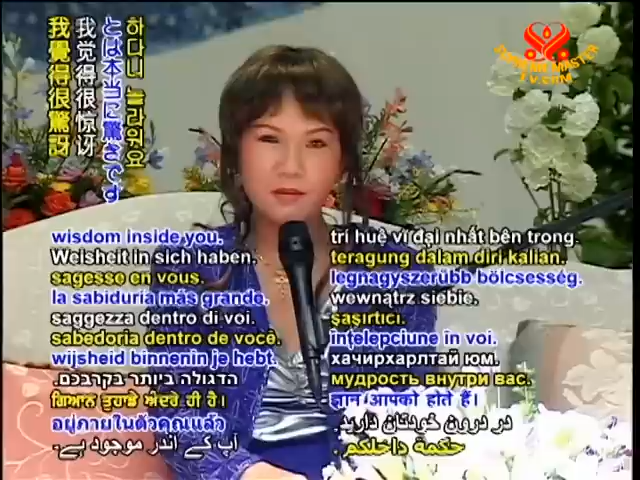 하다니 놀라워요
とは本当に驚きです
我觉得很惊讶
我覺得很驚訝
SUPREME MASTER
TV.COM
wisdom inside you.
Weisheit in sich haben.
sagesse en vous.
la sabiduría más grande.
saggezza dentro di voi.
sabedoria dentro de você.
wijsheid binnenin je hebt.
הדגולה ביותר בקרבכם.
ਗਿਆਨ ਤੁਹਾਡੇ ਅੰਦਰ ਹੀ ਹੈ।
อยู่ภายในตัวคุณแล้ว
آپ کے اندر موجود ہے.
trí huệ vĩ đại nhất bên trong.
teragung dalam diri kalian.
legnagyszerűbb bölcsesség.
wewnątrz siebie.
şaşırtıcı.
înţelepciune în voi.
хачирхарлтай юм.
мудрость внутри вас.
ज्ञान आपको होते हैं।
در درون خودتان دارید.
حكمة داخلكم.